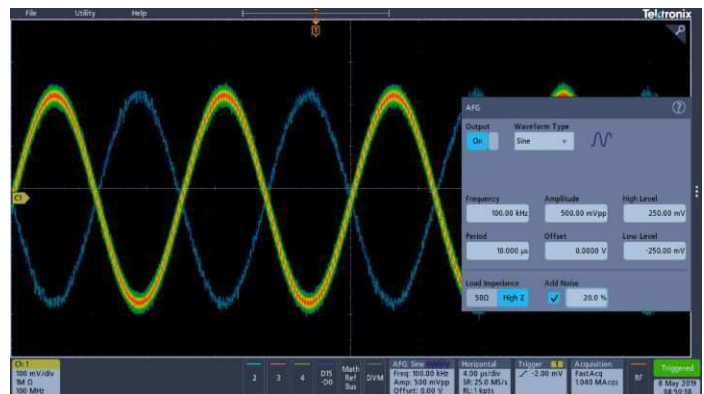 File Utility Help
Tektronix
C1
AFG
Output Waveform Type
On Sine
Frequency Amplitude High Level
100.00 kHz 500.00 mVpp 250.00 mV
Period Offset Low Level
10.000 µs 0.0000 V -250.00 mV
Load Impedance Add Noise
50Ω High Z 20.0 %
Ch 1
100 mV/div
1M Ω
100 MHz
2 3 4
D15
-D0
Math
Ref
Bus
DVM
AFG: Sine
Freq: 100.00 kHz
Amp: 500 mVpp
Offset: 0.00 V
Horizontal
4.00 µs/div
SR: 25.0 MS/s
RL: 1 kpts
Trigger
-2.00 mV
Acquisition
FastAcq
1.040 MAcqs
RF
Triggered
8 May 2019
08:50:38